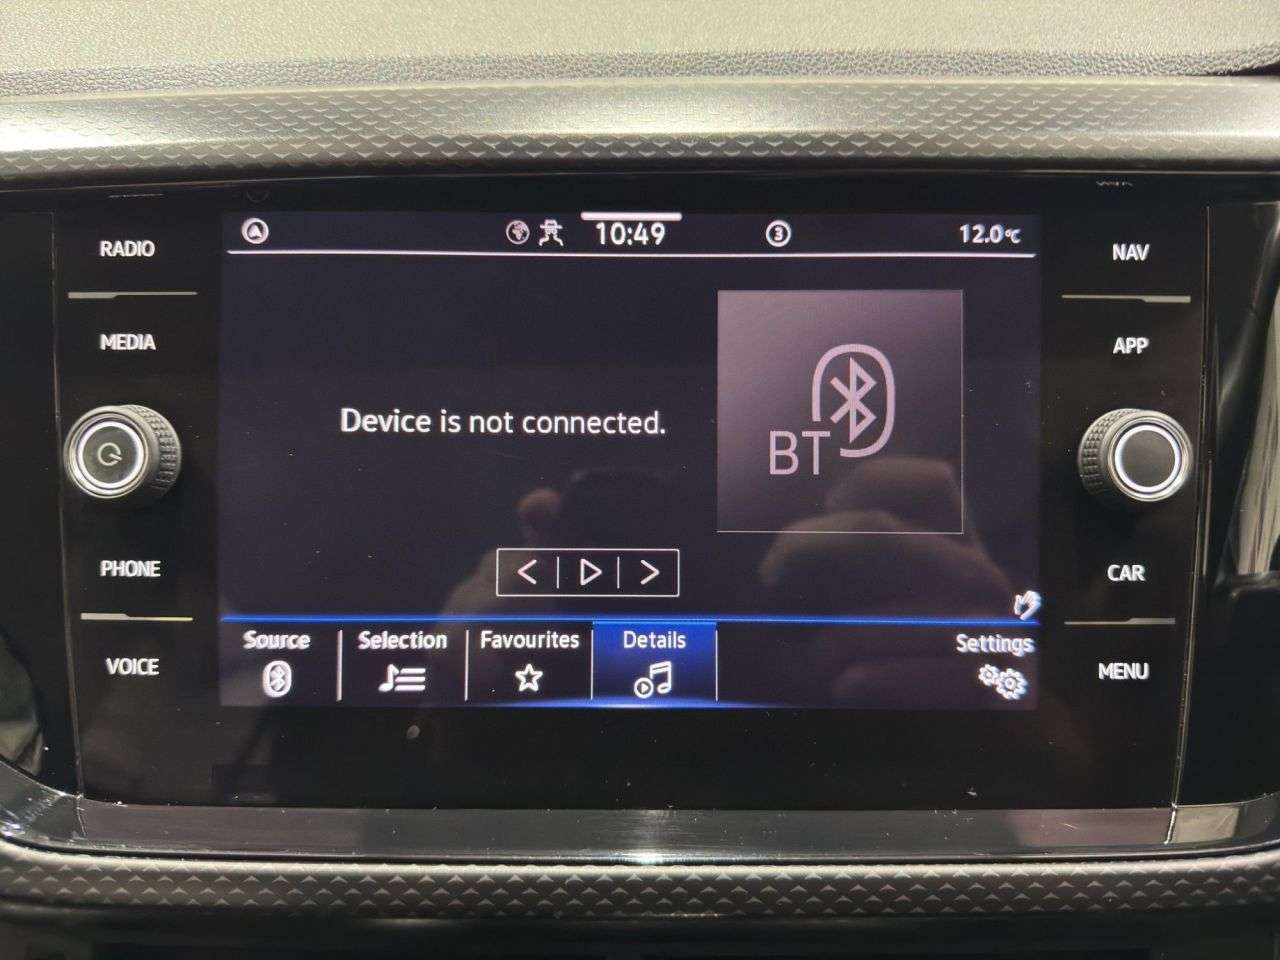 RADIO
MEDIA
PHONE
VOICE
10:49
3
12.0°C
Device is not connected.
BT
Source
Selection
Favourites
Details
Settings
NAV
APP
CAR
MENU